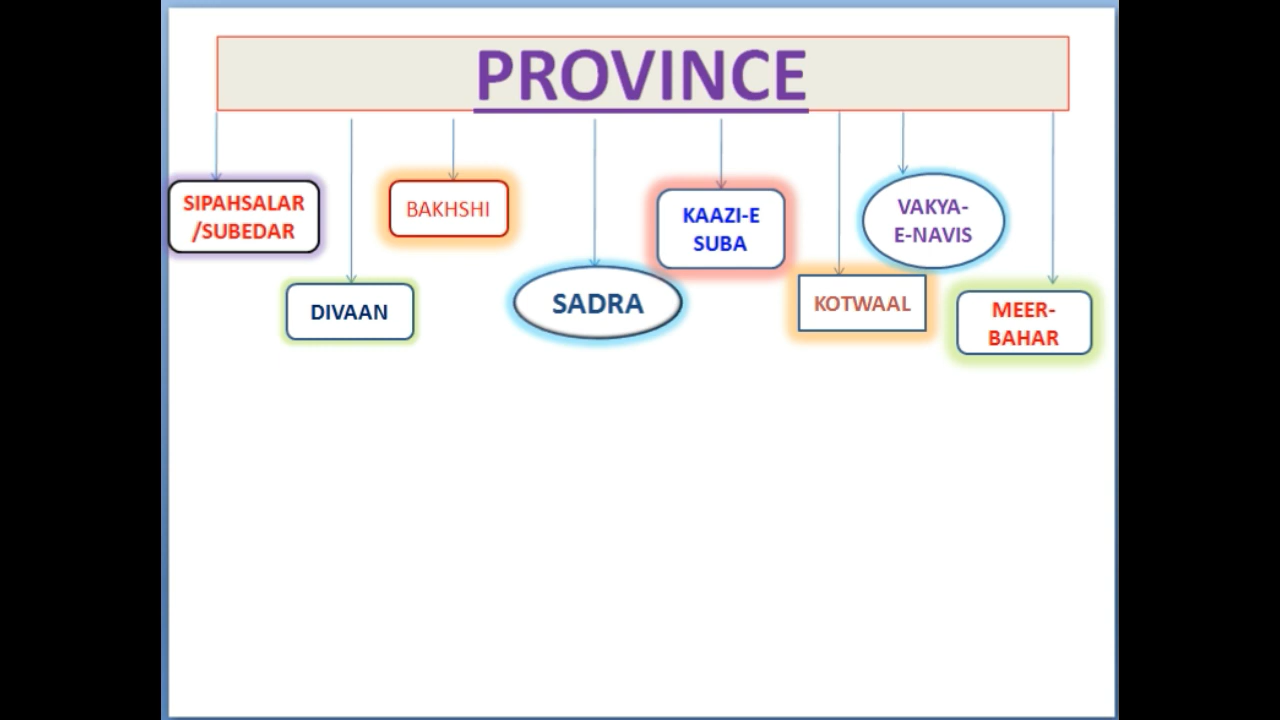 PROVINCE
SIPAHSALAR
/SUBEDAR
DIVAAN
BAKHSHI
SADRA
KAAZI-E
SUBA
KOTWAAL
VAKYA-
E-NAVIS
MEER-
BAHAR